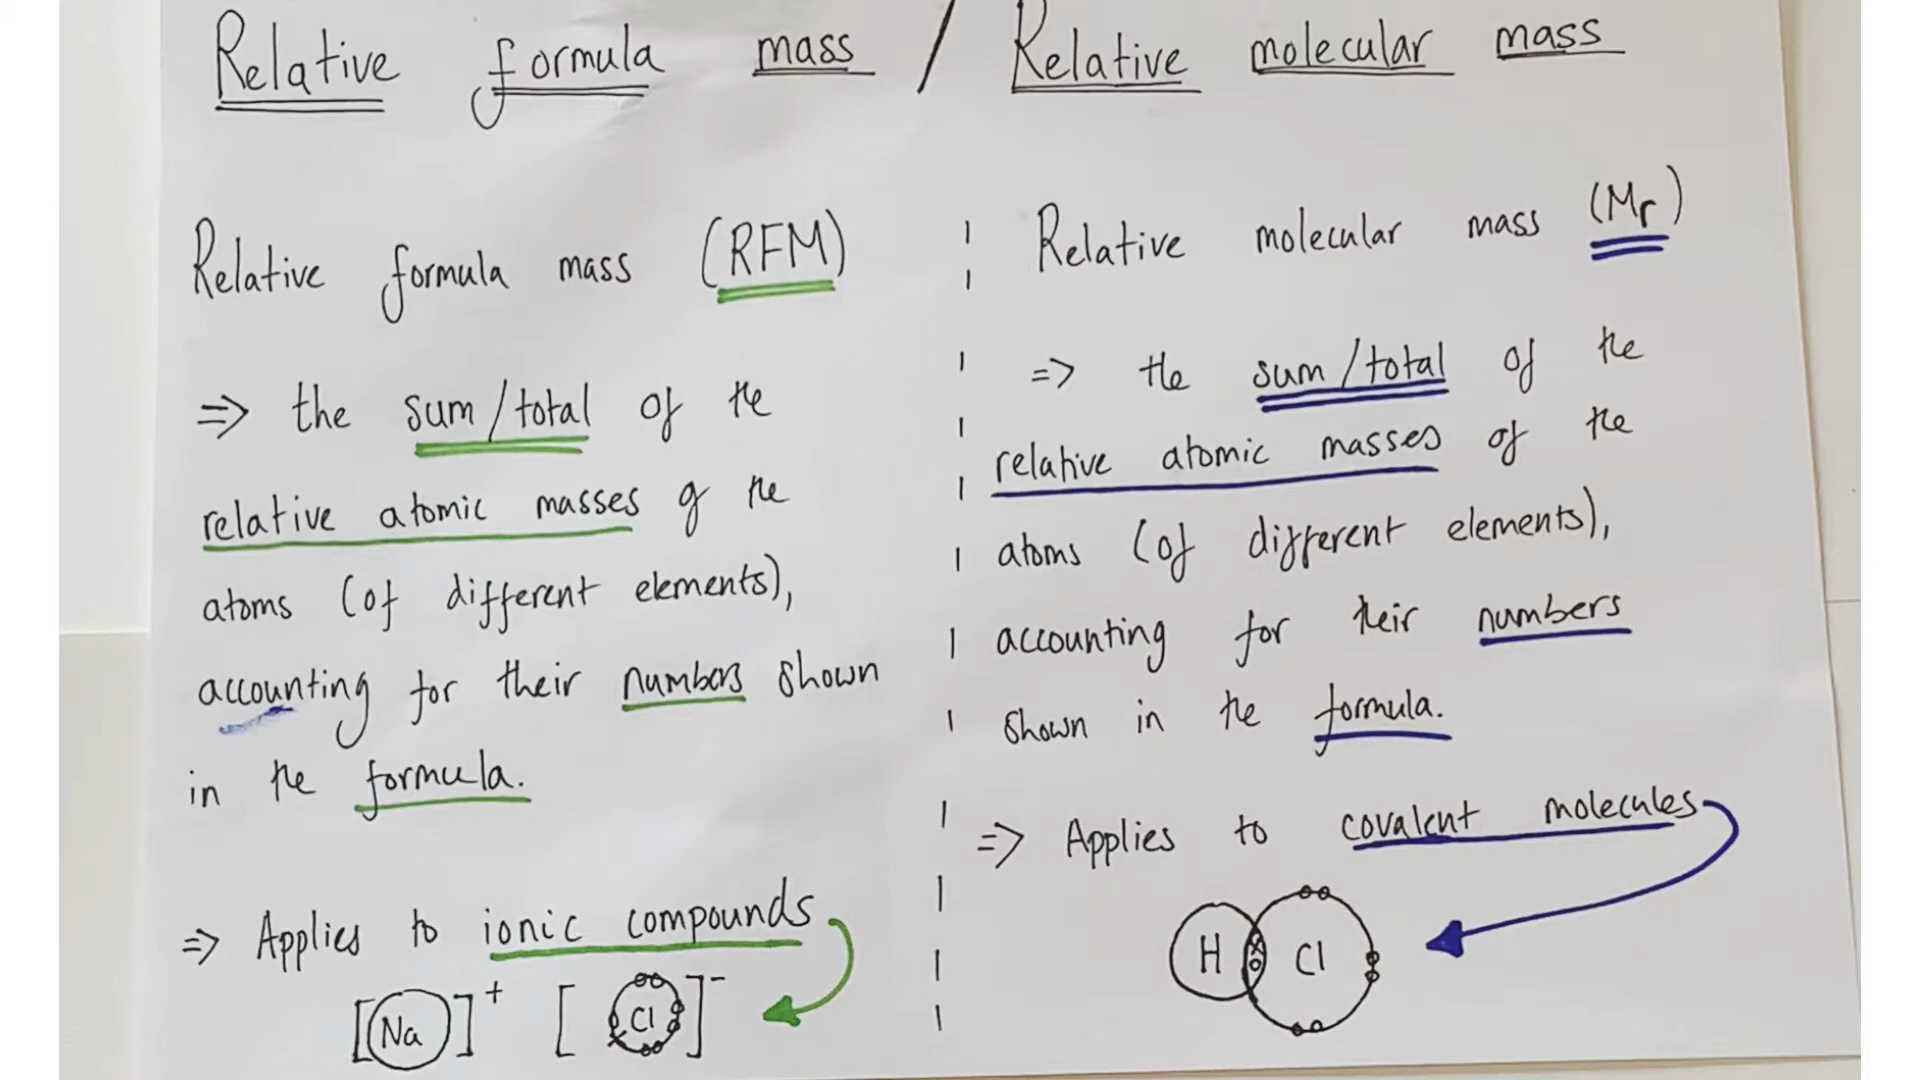 Relative formula mass / Relative molecular mass
Relative formula mass (RFM)
=> the sum/total of the
relative atomic masses of the
atoms (of different elements),
accounting for their numbers shown
in the formula.
=> Applies to ionic compounds
[Na]+ [Cl]-
Relative molecular mass (Mr)
=> the sum/total of the
relative atomic masses of the
atoms (of different elements),
accounting for their numbers
shown in the formula.
=> Applies to covalent molecules
H Cl